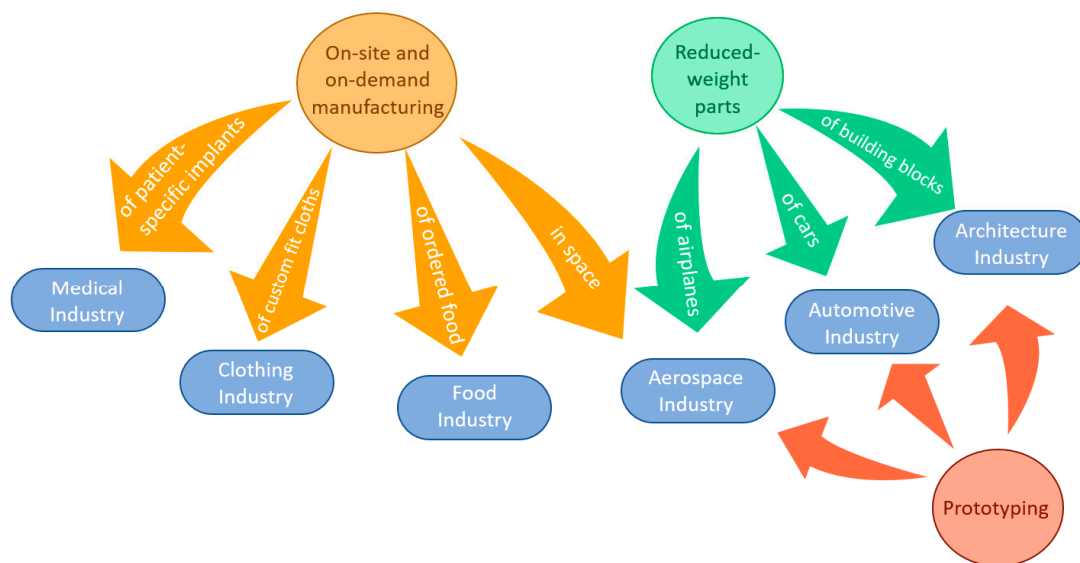 On-site and
on-demand
manufacturing
Reduced-
weight
parts
of patient-
specific implants
of custom fit cloths
of ordered food
in space
of airplanes
of cars
of building blocks
Medical
Industry
Clothing
Industry
Food
Industry
Aerospace
Industry
Automotive
Industry
Architecture
Industry
Prototyping